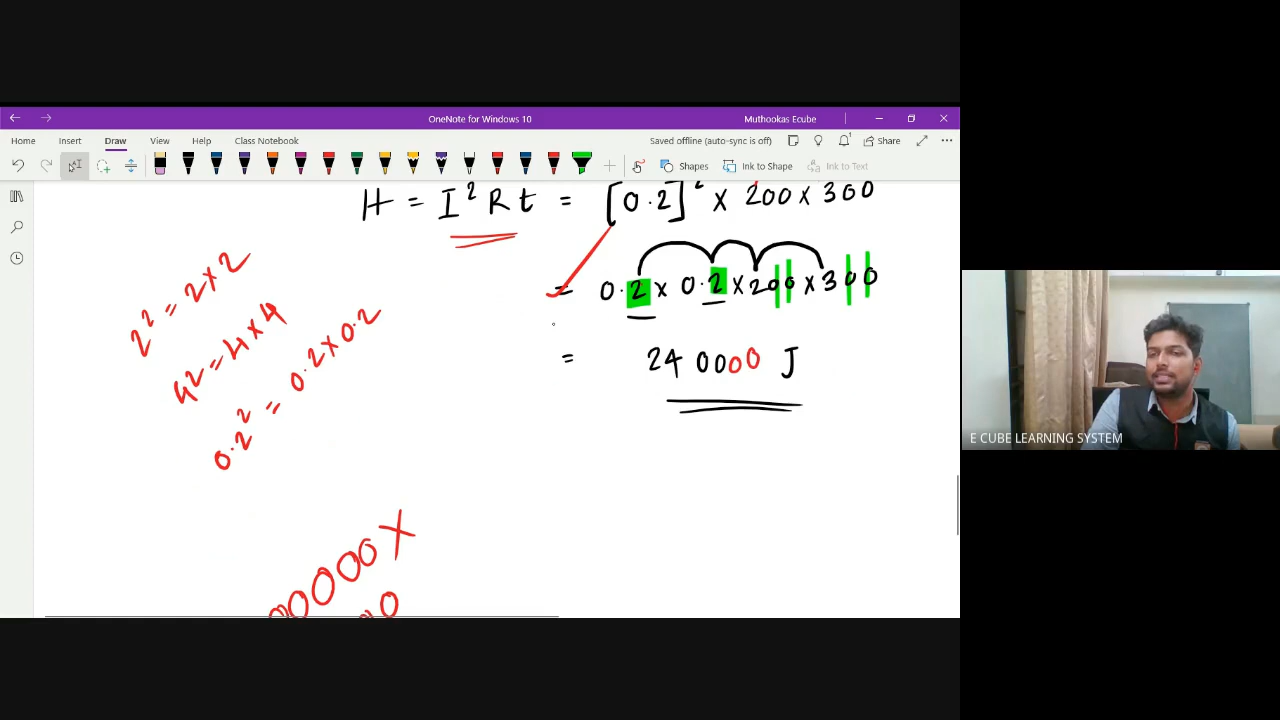 OneNote for Windows 10
Muthookas Ecube
Home Insert Draw View Help Class Notebook
Saved offline (auto-sync is off)
Share
Shapes
Ink to Shape
Ink to Text
H = I² R t = [0.2]² x 200 x 300
= 0.2 x 0.2 x 200 x 300
= 240000 J
2² = 2 x 2
4² = 4 x 4
0.2² = 0.2 x 0.2
00000 X
E CUBE LEARNING SYSTEM